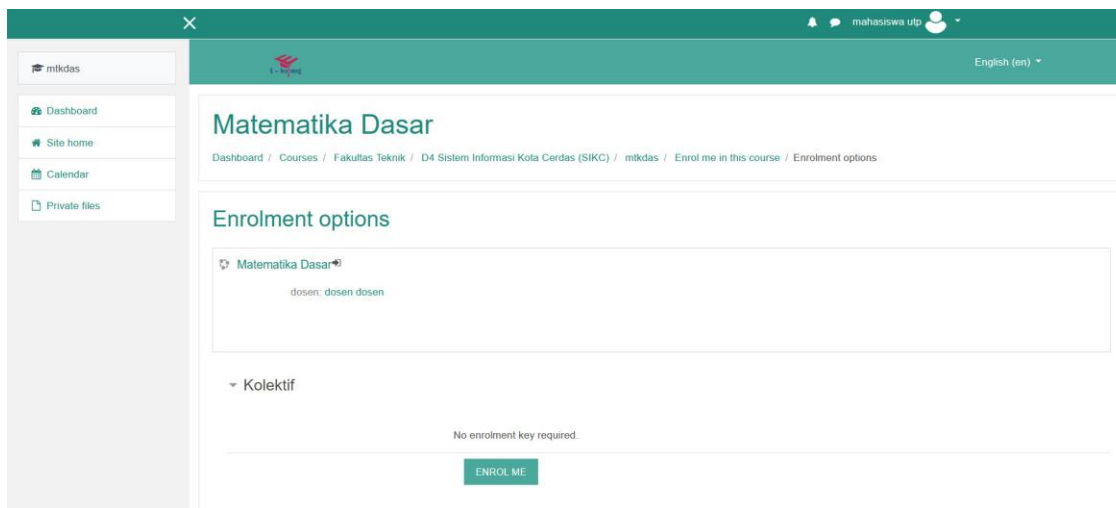 mahasiswa utp
mtkdas
English (en)
Dashboard
Site home
Calendar
Private files
Matematika Dasar
Dashboard / Courses / Fakultas Teknik / D4 Sistem Informasi Kota Cerdas (SIKC) / mtkdas / Enrol me in this course / Enrolment options
Enrolment options
Matematika Dasar
dosen: dosen dosen
Kolektif
No enrolment key required.
ENROL ME